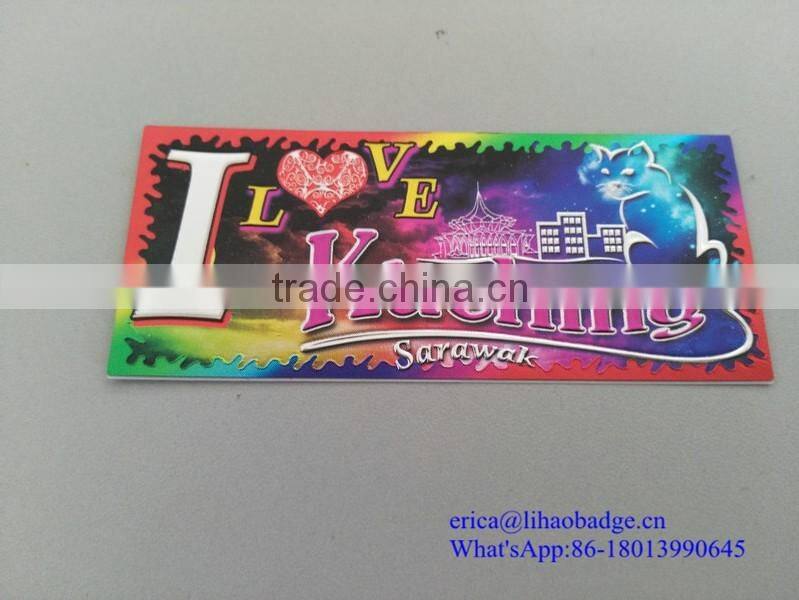 I LOVE
Kuching
Sarawak
trade.china.cn
erica@lihaobadge.cn
What'sApp:86-18013990645